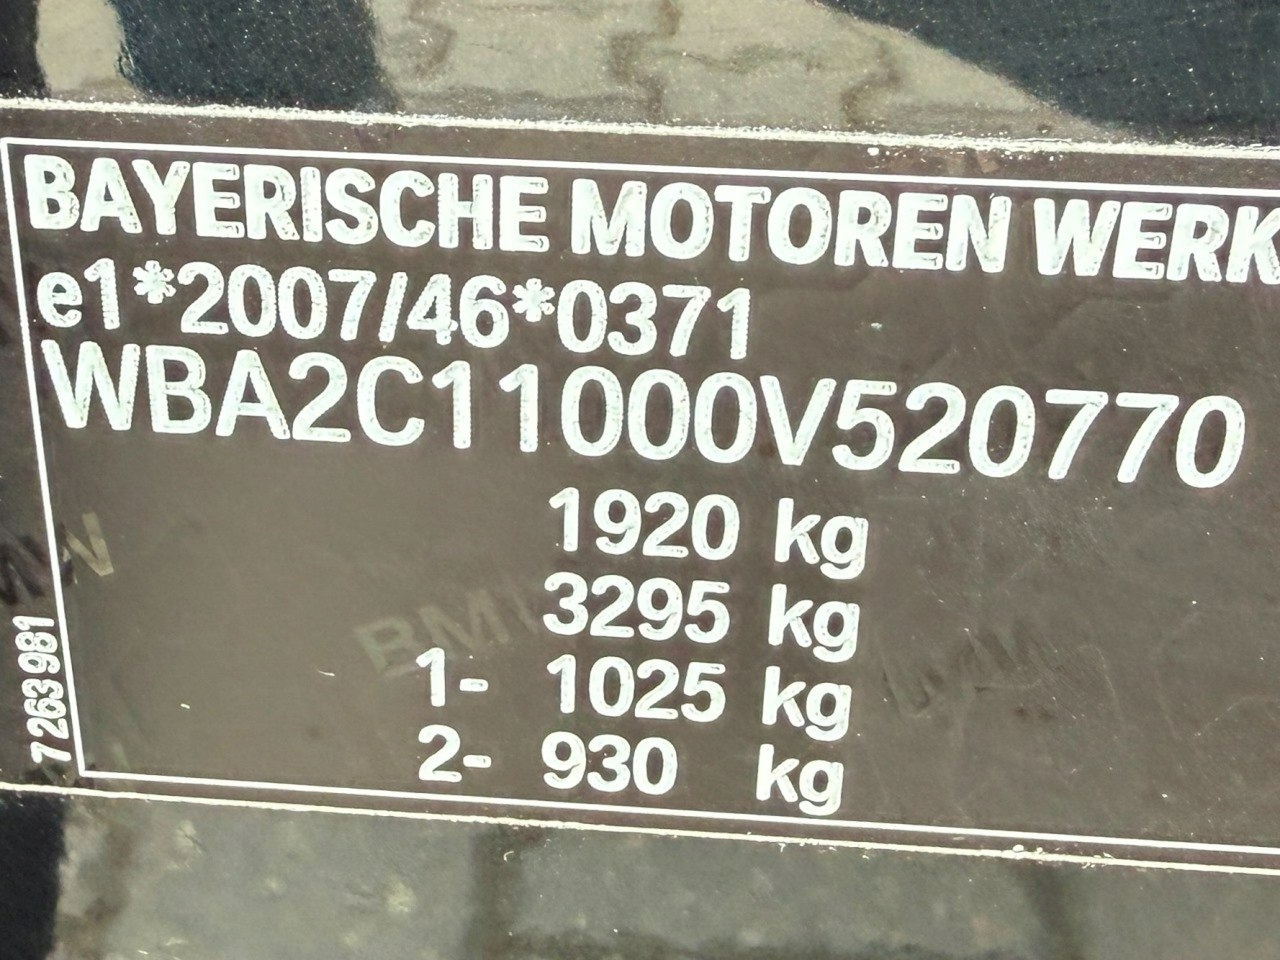 BAYERISCHE MOTOREN WERK
e1*2007/46*0371
WBA2C11000V520770
1920 kg
3295 kg
1- 1025 kg
2- 930 kg
7263981
BMW